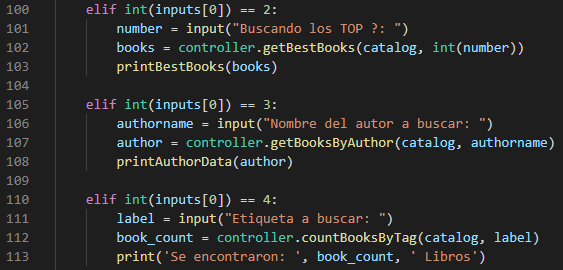 100 elif int(inputs[0]) == 2:
101 number = input("Buscando los TOP ?: ")
102 books = controller.getBestBooks(catalog, int(number))
103 printBestBooks(books)
104
105 elif int(inputs[0]) == 3:
106 authorname = input("Nombre del autor a buscar: ")
107 author = controller.getBooksByAuthor(catalog, authorname)
108 printAuthorData(author)
109
110 elif int(inputs[0]) == 4:
111 label = input("Etiqueta a buscar: ")
112 book_count = controller.countBooksByTag(catalog, label)
113 print('Se encontraron: ', book_count, ' Libros')